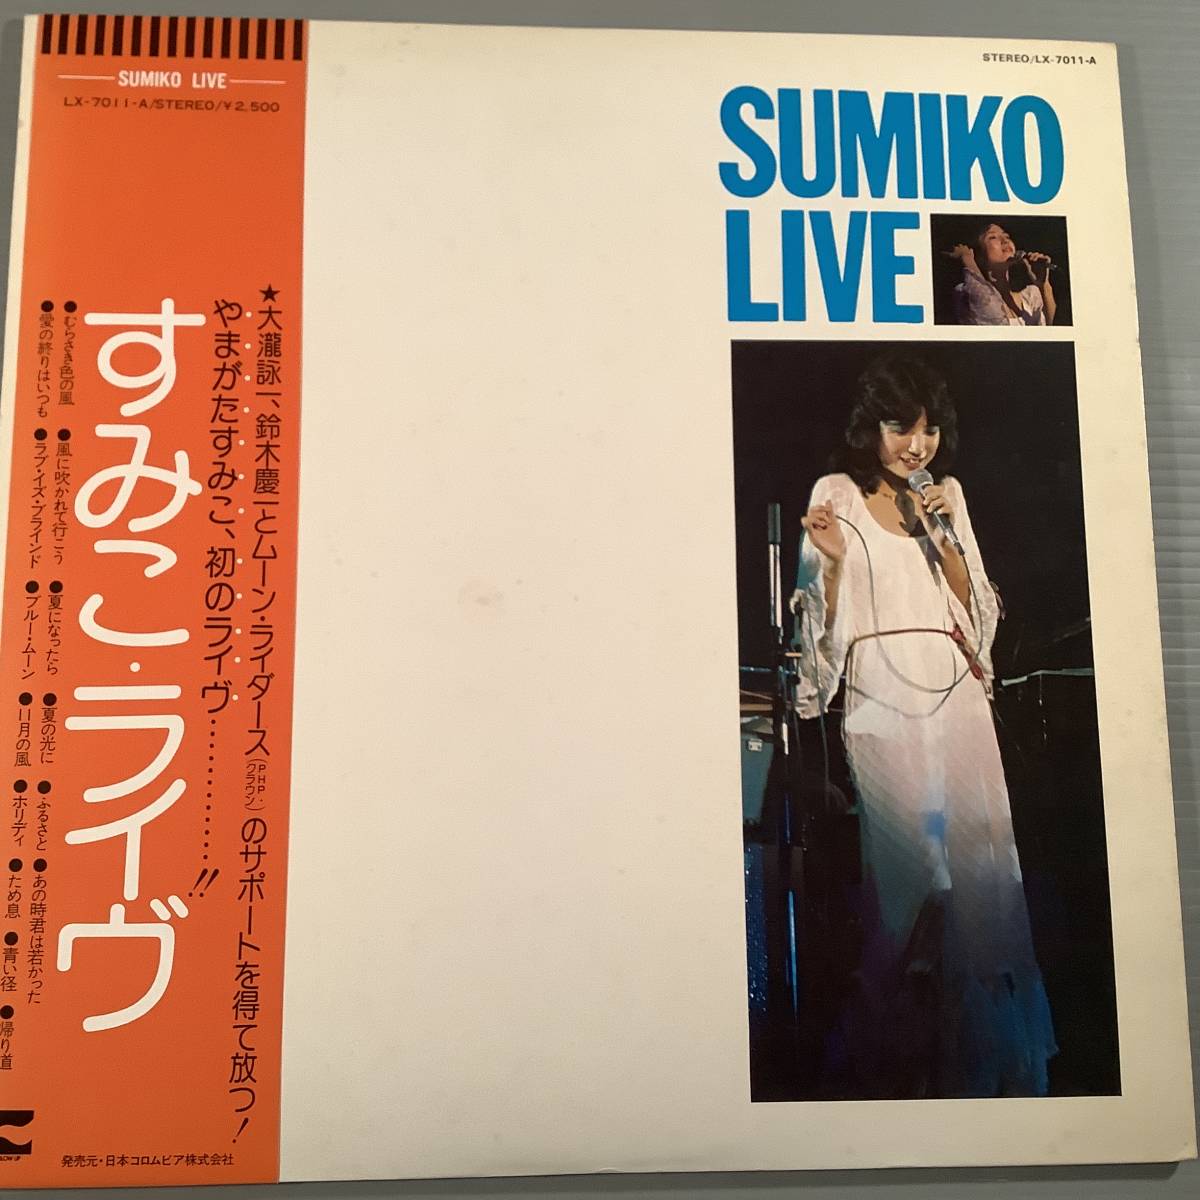 SUMIKO LIVE
LX-7011-A/STEREO/¥2,500
★大瀧詠一、鈴木慶一とムーン・ライダース(PHP・クラウン)のサポートを得て放つ!
やまがたすみこ、初のライヴ…………!!
すみこ・ライヴ
●むらさき色の風
●風に吹かれて行こう
●夏になったら
●夏の光に
●ふるさと
●あの時君は若かった
●愛の終りはいつも
●ラブ・イズ・ブラインド
●ブルー・ムーン
●11月の風
●ホリディ
●ため息
●青い径
●帰り道
発売元・日本コロムビア株式会社
STEREO/LX-7011-A
SUMIKO
LIVE